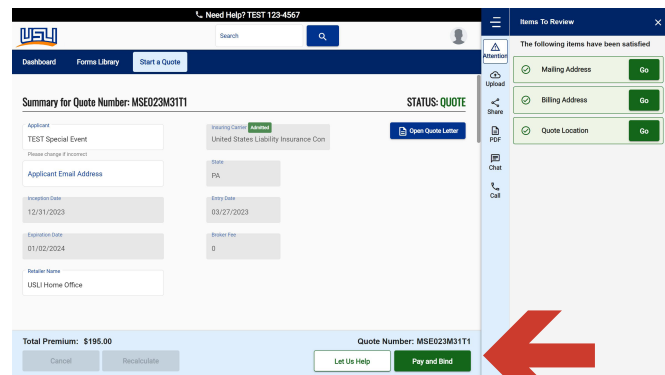 Need Help? TEST 123-4567
USLI
Search
Dashboard Forms Library Start a Quote
Summary for Quote Number: MSE023M31T1
STATUS: QUOTE
Applicant
TEST Special Event
Please change if incorrect
Insuring Carrier Admitted
United States Liability Insurance Com
Open Quote Letter
Applicant Email Address
State
PA
Inception Date
12/31/2023
Entry Date
03/27/2023
Expiration Date
01/02/2024
Broker Fee
0
Retailer Name
USLI Home Office
Total Premium: $195.00
Quote Number: MSE023M31T1
Cancel Recalculate Let Us Help Pay and Bind
Attention
Upload
Share
PDF
Chat
Call
Items To Review
The following items have been satisfied
Mailing Address Go
Billing Address Go
Quote Location Go